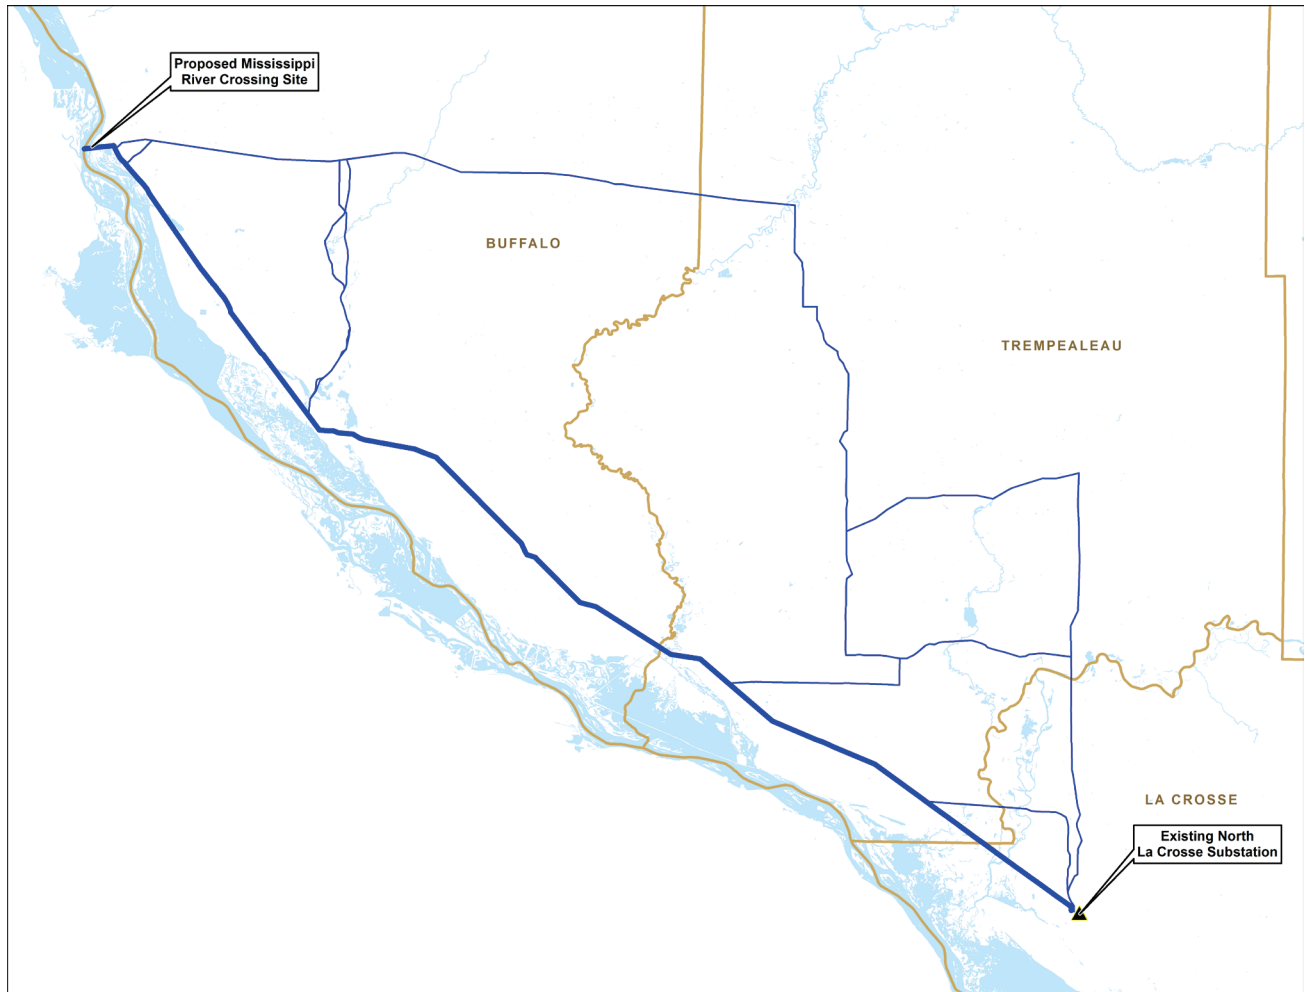 Proposed Mississippi
River Crossing Site
BUFFALO
TREMPEALEAU
LA CROSSE
Existing North
La Crosse Substation